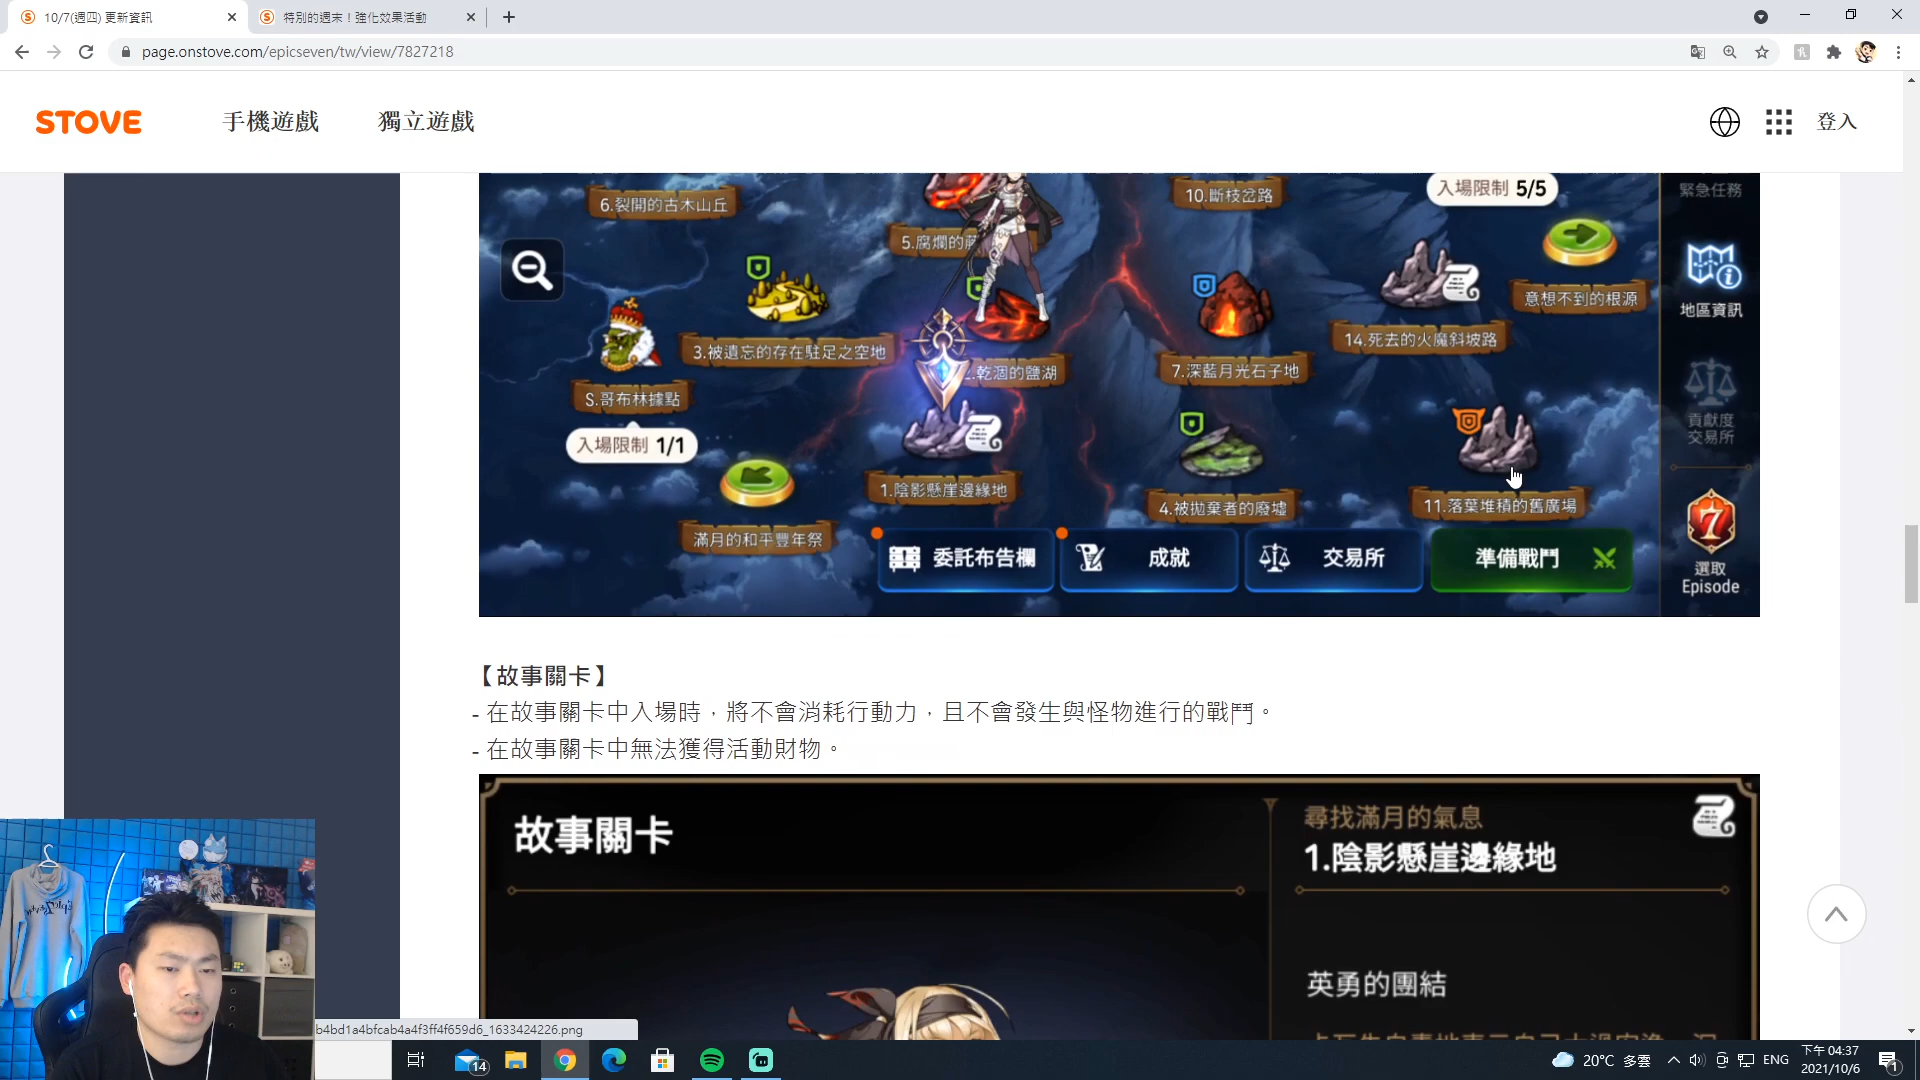 10/7(週四) 更新資訊
特別的週末！強化效果活動
page.onstove.com/epicseven/tw/view/7827218
STOVE
手機遊戲
獨立遊戲
登入
6.裂開的古木山丘
10.斷枝岔路
入場限制 5/5
緊急任務
5.腐爛的
意想不到的根源
地區資訊
14.死去的火魔斜坡路
3.被遺忘的存在駐足之空地
2.乾涸的鹽湖
7.深藍月光石子地
S.哥布林據點
貢獻度
交易所
入場限制 1/1
1.陰影懸崖邊緣地
4.被拋棄者的廢墟
11.落葉堆積的舊廣場
滿月的和平豐年祭
委託布告欄
成就
交易所
準備戰鬥
7
選取
Episode
【故事關卡】
- 在故事關卡中入場時，將不會消耗行動力，且不會發生與怪物進行的戰鬥。
- 在故事關卡中無法獲得活動財物。
故事關卡
尋找滿月的氣息
1.陰影懸崖邊緣地
英勇的團結
b4bd1a4bfcab4a4f3ff4f659d6_1633424226.png
14
20°C 多雲
ENG
下午 04:37
2021/10/6
1